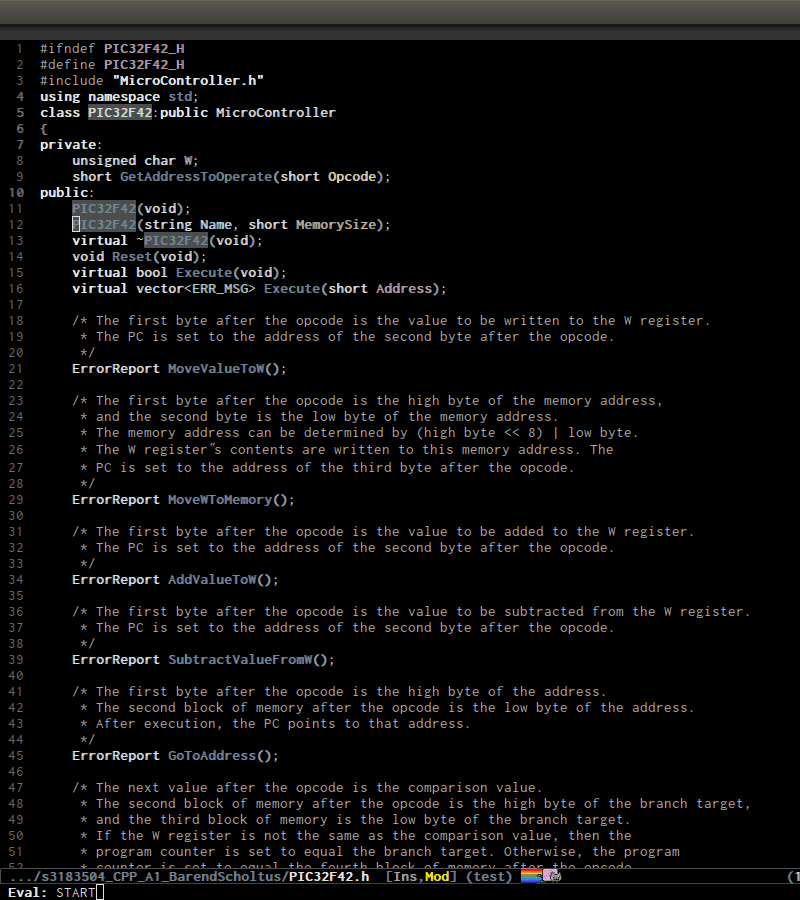 1 #ifndef PIC32F42_H
2 #define PIC32F42_H
3 #include "MicroController.h"
4 using namespace std;
5 class PIC32F42:public MicroController
6 {
7 private:
8 unsigned char W;
9 short GetAddressToOperate(short Opcode);
10 public:
11 PIC32F42(void);
12 PIC32F42(string Name, short MemorySize);
13 virtual ~PIC32F42(void);
14 void Reset(void);
15 virtual bool Execute(void);
16 virtual vector<ERR_MSG> Execute(short Address);
17
18 /* The first byte after the opcode is the value to be written to the W register.
19 * The PC is set to the address of the second byte after the opcode.
20 */
21 ErrorReport MoveValueToW();
22
23 /* The first byte after the opcode is the high byte of the memory address,
24 * and the second byte is the low byte of the memory address.
25 * The memory address can be determined by (high byte << 8) | low byte.
26 * The W register‟s contents are written to this memory address. The
27 * PC is set to the address of the third byte after the opcode.
28 */
29 ErrorReport MoveWToMemory();
30
31 /* The first byte after the opcode is the value to be added to the W register.
32 * The PC is set to the address of the second byte after the opcode.
33 */
34 ErrorReport AddValueToW();
35
36 /* The first byte after the opcode is the value to be subtracted from the W register.
37 * The PC is set to the address of the second byte after the opcode.
38 */
39 ErrorReport SubtractValueFromW();
40
41 /* The first byte after the opcode is the high byte of the address.
42 * The second block of memory after the opcode is the low byte of the address.
43 * After execution, the PC points to that address.
44 */
45 ErrorReport GoToAddress();
46
47 /* The next value after the opcode is the comparison value.
48 * The second block of memory after the opcode is the high byte of the branch target,
49 * and the third block of memory is the low byte of the branch target.
50 * If the W register is not the same as the comparison value, then the
51 * program counter is set to equal the branch target. Otherwise, the program
52 * counter is set to equal the fourth block of memory after the opcode
.../s3183504_CPP_A1_BarendScholtus/PIC32F42.h [Ins,Mod] (test) (1
Eval: START